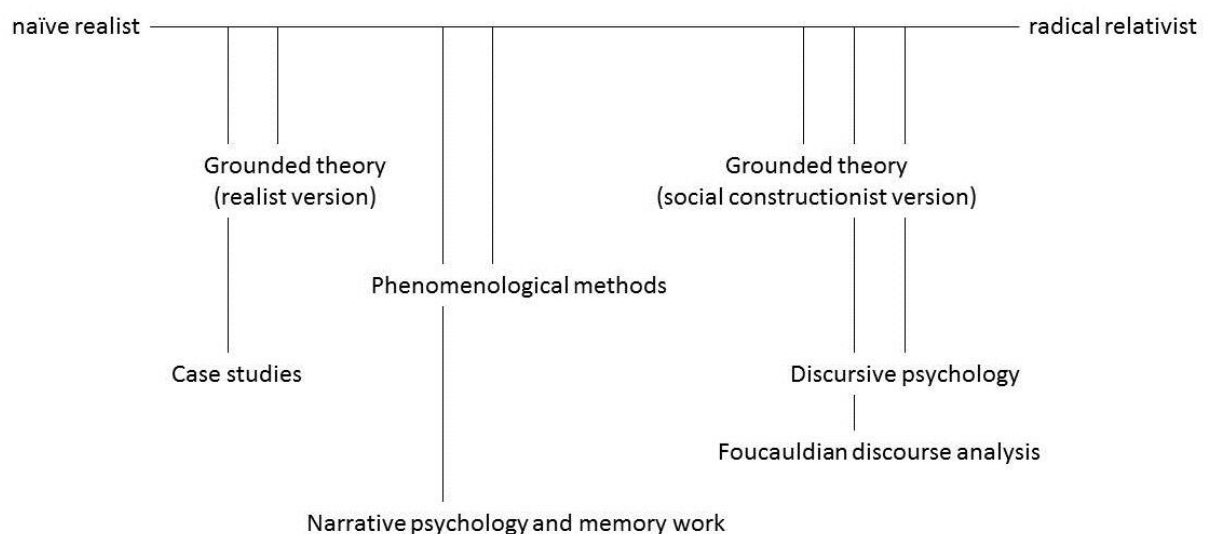 naïve realist
radical relativist
Grounded theory
(realist version)
Grounded theory
(social constructionist version)
Phenomenological methods
Case studies
Discursive psychology
Foucauldian discourse analysis
Narrative psychology and memory work